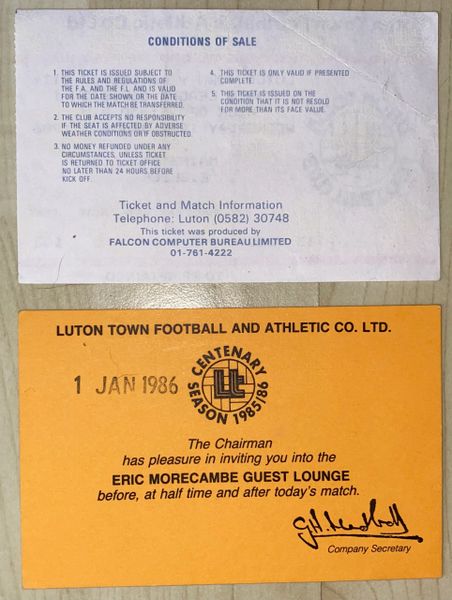 CONDITIONS OF SALE
1. THIS TICKET IS ISSUED SUBJECT TO
THE RULES AND REGULATIONS OF
THE F.A, AND THE F.L AND IS VALID
FOR THE DATE SHOWN OR THE DATE
TO WHICH THE MATCH BE TRANSFERRED.
2. THE CLUB ACCEPTS NO RESPONSIBILITY
IF THE SEAT IS AFFECTED BY ADVERSE
WEATHER CONDITIONS OR IF OBSTRUCTED.
3. NO MONEY REFUNDED UNDER ANY
CIRCUMSTANCES, UNLESS TICKET
IS RETURNED TO TICKET OFFICE
NO LATER THAN 24 HOURS BEFORE
KICK OFF.
4. THIS TICKET IS ONLY VALID IF PRESENTED
COMPLETE.
5. THIS TICKET IS ISSUED ON THE
CONDITION THAT IT IS NOT RESOLD
FOR MORE THAN ITS FACE VALUE.
Ticket and Match Information
Telephone: Luton (0582) 30748
This ticket was produced by
FALCON COMPUTER BUREAU LIMITED
01-761-4222
LUTON TOWN FOOTBALL AND ATHLETIC CO. LTD.
1 JAN 1986
CENTENARY
Lt
SEASON 1985/86
The Chairman
has pleasure in inviting you into the
ERIC MORECAMBE GUEST LOUNGE
before, at half time and after today's match.
Company Secretary